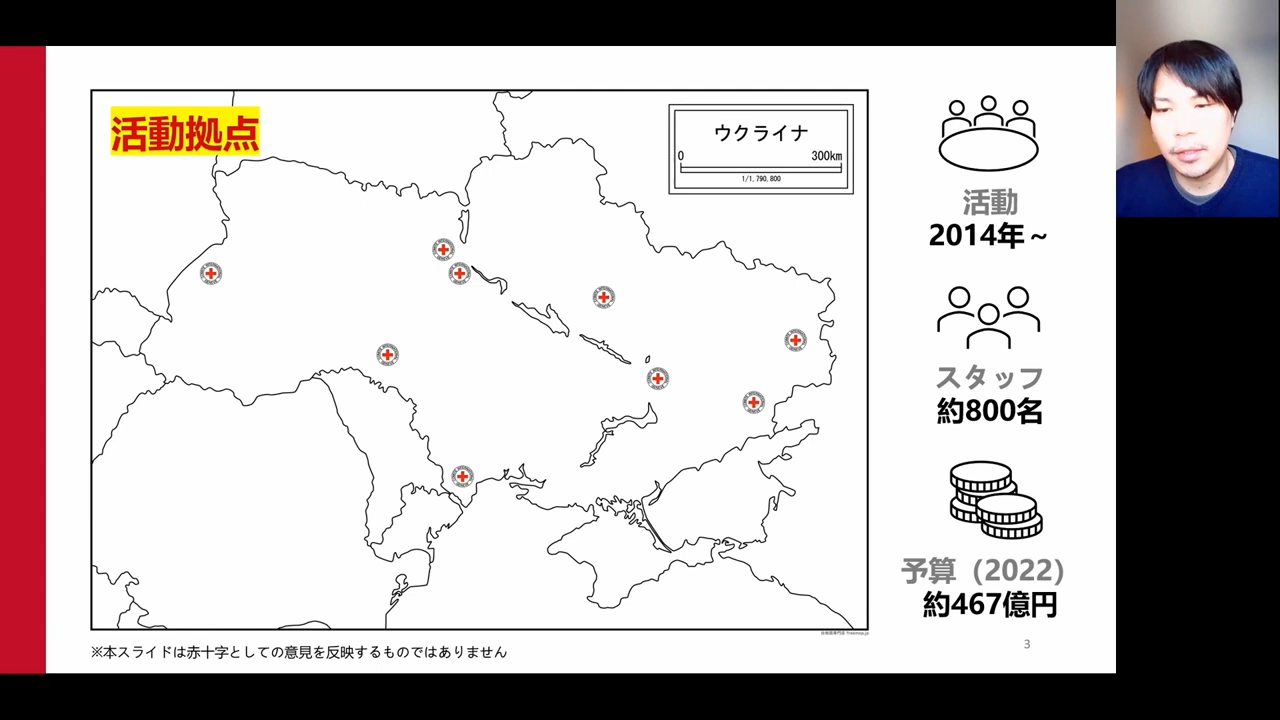 活動拠点
ウクライナ
0 300km
1/1,790,800
活動
2014年~
スタッフ
約800名
予算（2022）
約467億円
※本スライドは赤十字としての意見を反映するものではありません
3